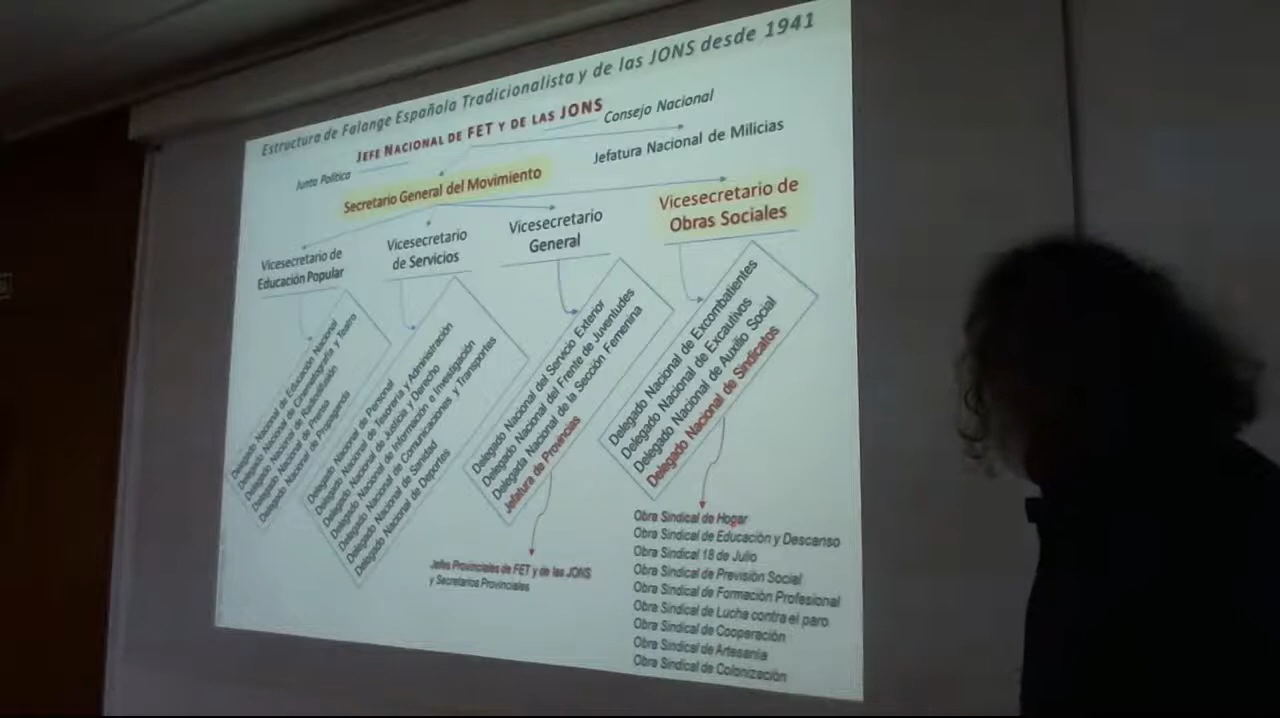 Estructura de Falange Española Tradicionalista y de las JONS desde 1941
JEFE NACIONAL DE FET Y DE LAS JONS
Consejo Nacional
Junta Política
Jefatura Nacional de Milicias
Secretario General del Movimiento
Vicesecretario de
Educación Popular
Vicesecretario
de Servicios
Vicesecretario
General
Vicesecretario de
Obras Sociales
Delegado Nacional de Educación Nacional
Delegado Nacional de Cinematografía y Teatro
Delegado Nacional de Radiodifusión
Delegado Nacional de Prensa
Delegado Nacional de Propaganda
Delegado Nacional de Personal
Delegado Nacional de Tesorería y Administración
Delegado Nacional de Justicia y Derecho
Delegado Nacional de Información e Investigación
Delegado Nacional de Comunicaciones y Transportes
Delegado Nacional de Sanidad
Delegado Nacional de Deportes
Delegado Nacional del Servicio Exterior
Delegado Nacional del Frente de Juventudes
Delegada Nacional de la Sección Femenina
Jefatura de Provincias
Delegado Nacional de Excombatientes
Delegado Nacional de Excautivos
Delegado Nacional de Auxilio Social
Delegado Nacional de Sindicatos
Jefes Provinciales de FET y de las JONS
y Secretarios Provinciales
Obra Sindical de Hogar
Obra Sindical de Educación y Descanso
Obra Sindical 18 de Julio
Obra Sindical de Previsión Social
Obra Sindical de Formación Profesional
Obra Sindical de Lucha contra el paro
Obra Sindical de Cooperación
Obra Sindical de Artesanía
Obra Sindical de Colonización